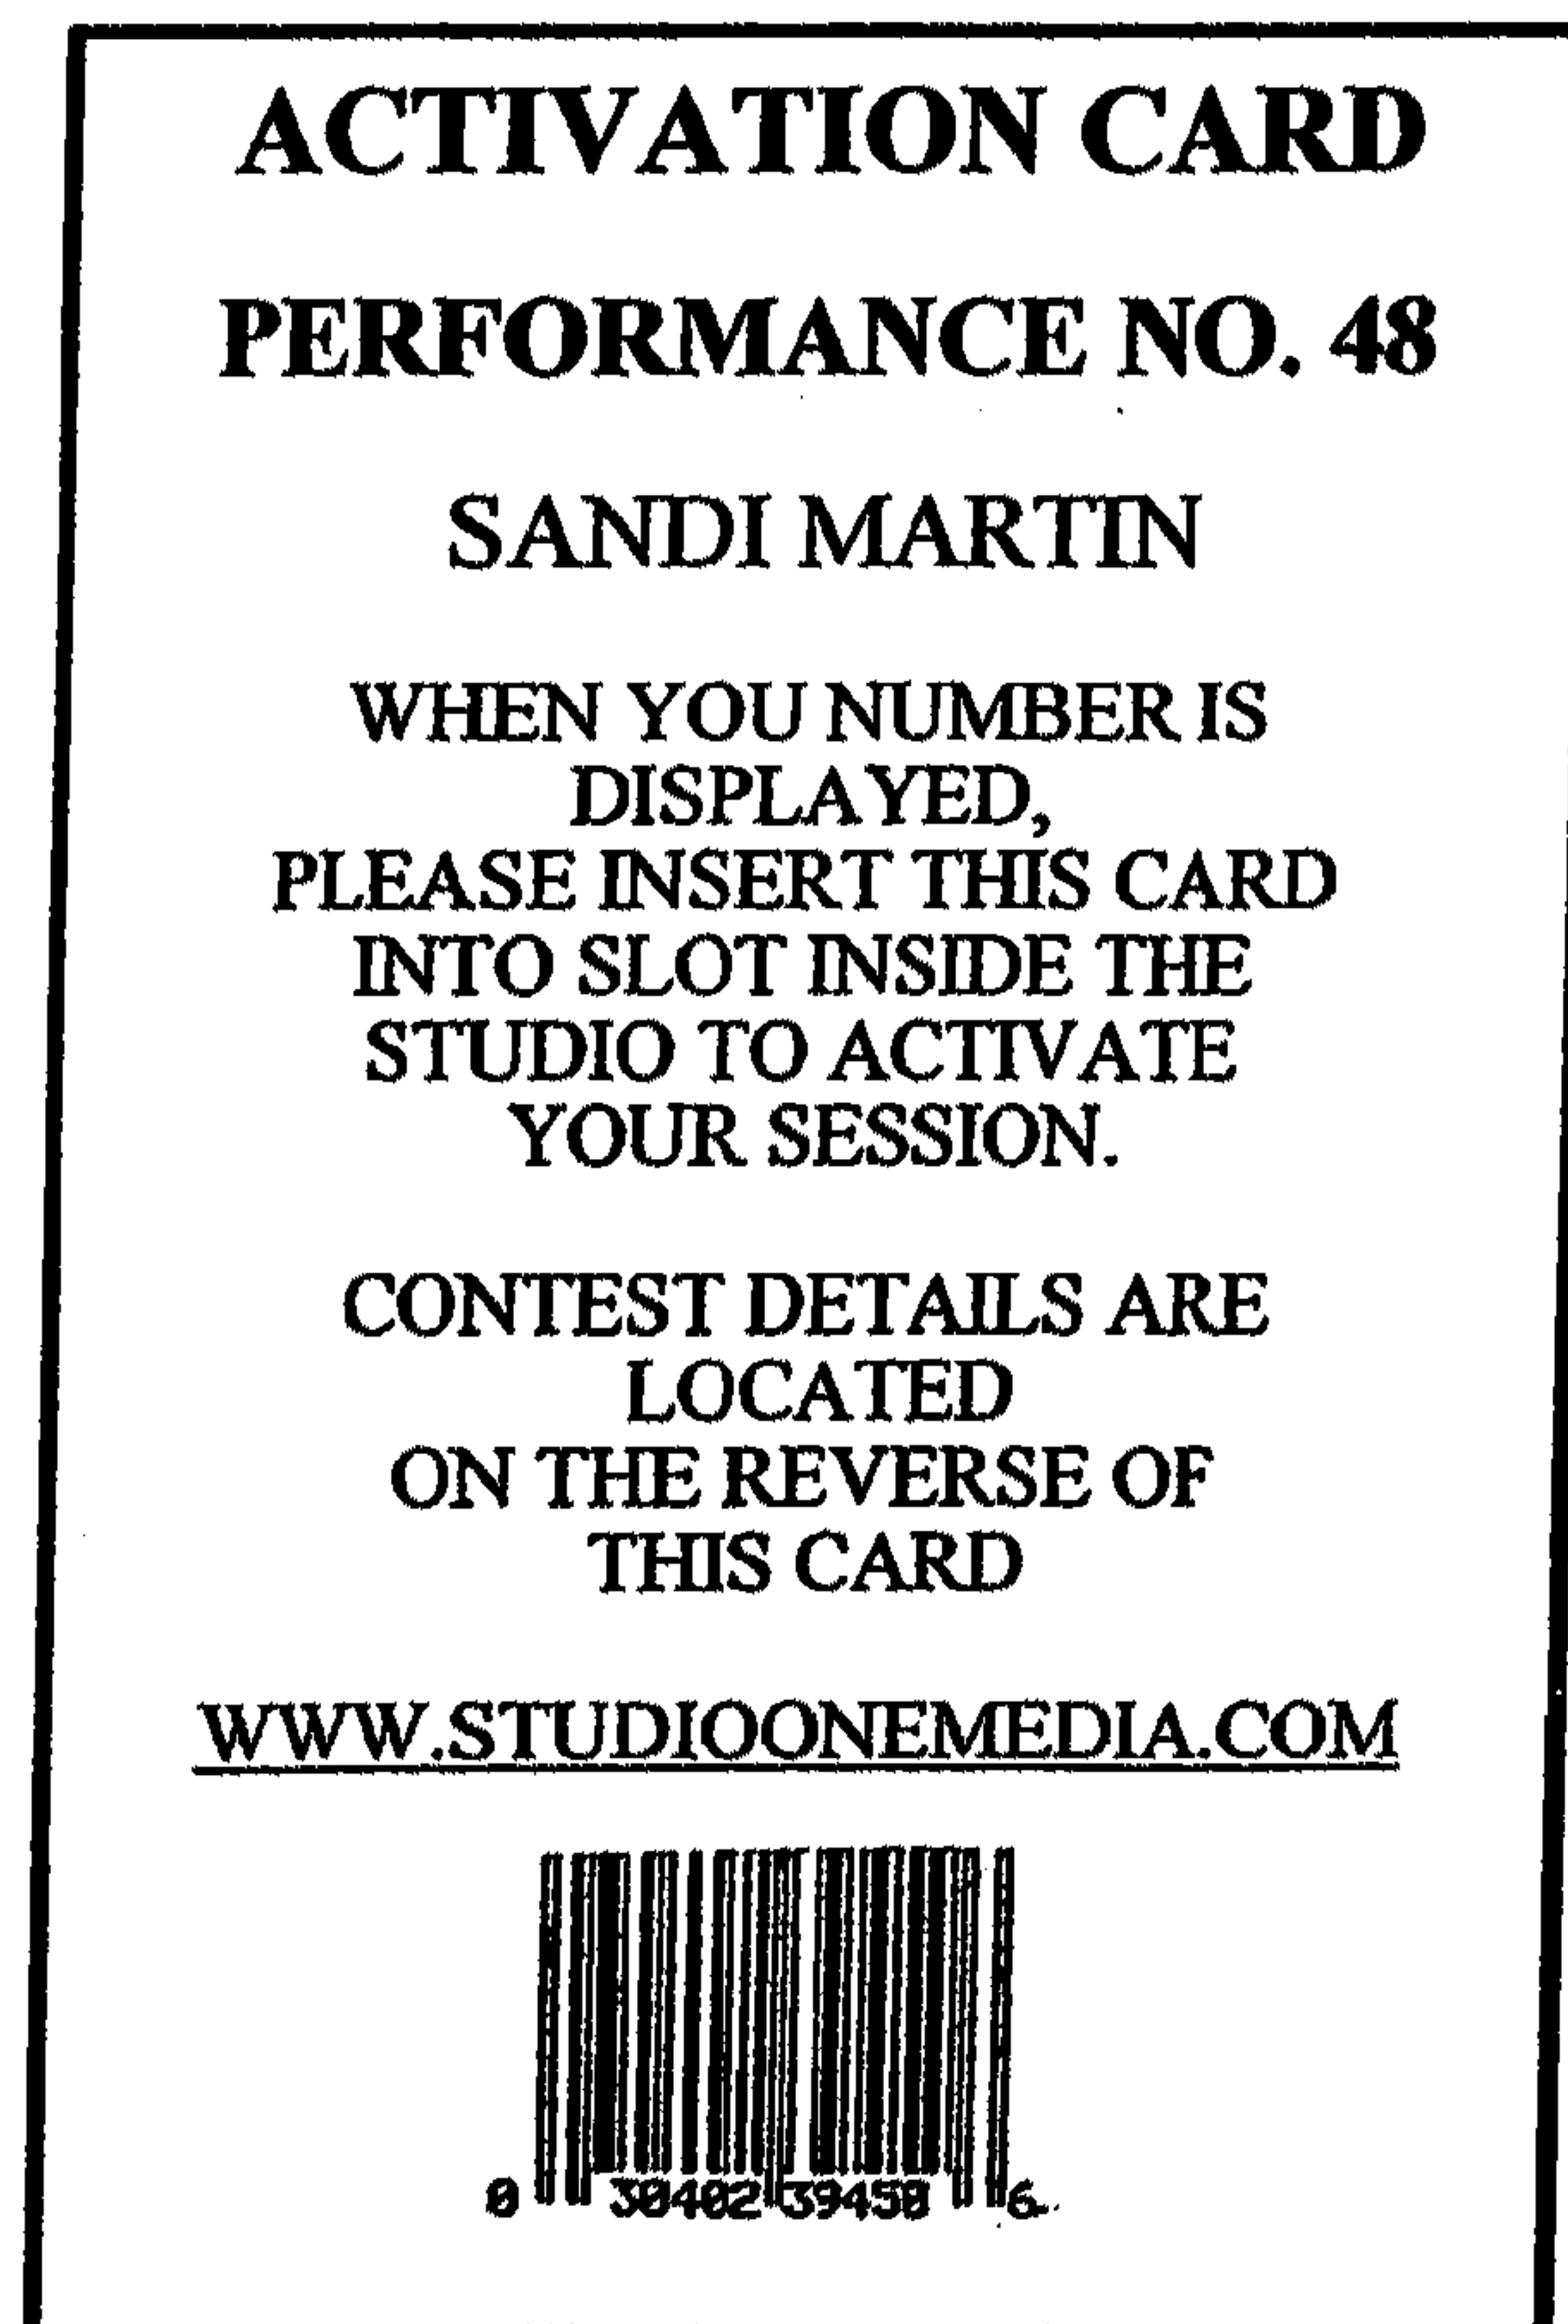 ACTIVATION CARD
PERFORMANCE NO. 48
SANDI MARTIN
WHEN YOU NUMBER IS
DISPLAYED,
PLEASE INSERT THIS CARD
INTO SLOT INSIDE THE
STUDIO TO ACTIVATE
YOUR SESSION.
CONTEST DETAILS ARE
LOCATED
ON THE REVERSE OF
THIS CARD
WWW.STUDIOONEMEDIA.COM
0 30402 39450 6